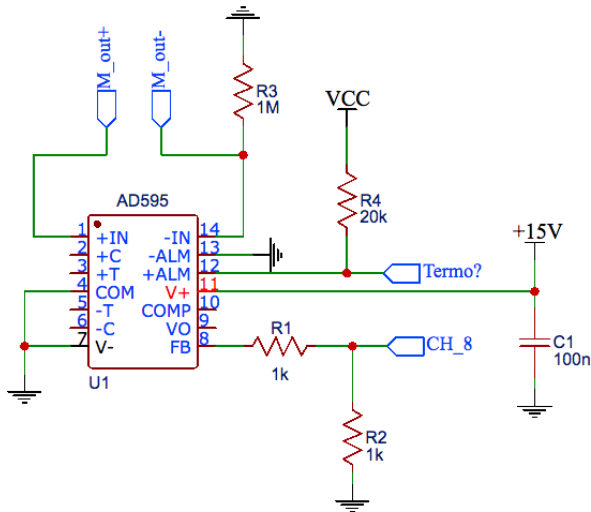 M_out+
M_out-
R3
1M
VCC
AD595
R4
20k
+15V
1 +IN -IN 14
2 +C -ALM 13
3 +T +ALM 12
4 COM V+ 11
5 -T COMP 10
6 -C VO 9
7 V- FB 8
Termo?
R1
1k
CH_8
C1
100n
U1
R2
1k